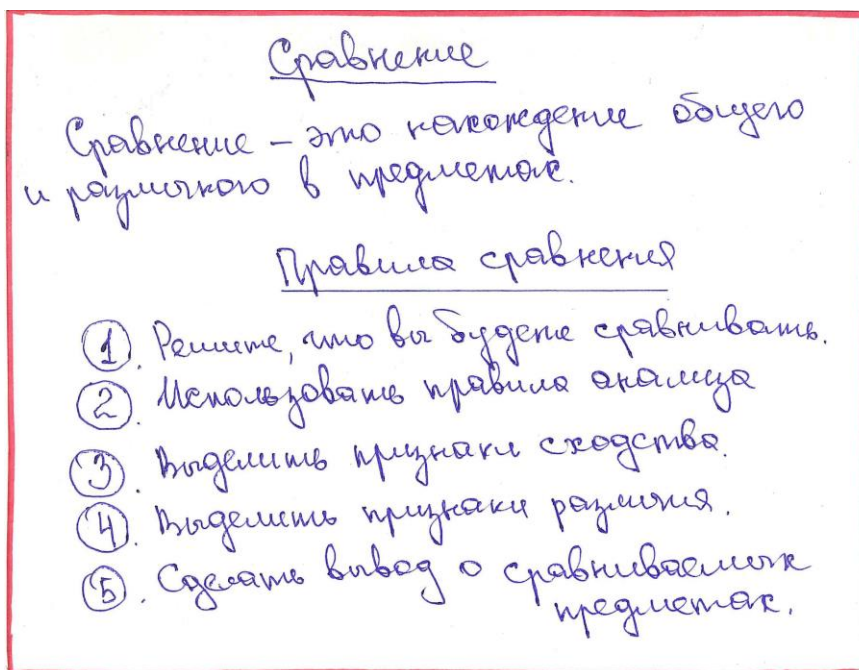 Сравнение
Сравнение – это нахождение общего
и различного в предметах.
Правила сравнения
1. Решите, что вы будете сравнивать.
2. Использовать правила анализа
3. Выделить признаки сходства.
4. Выделить признаки различия.
5. Сделать вывод о сравниваемых
предметах.